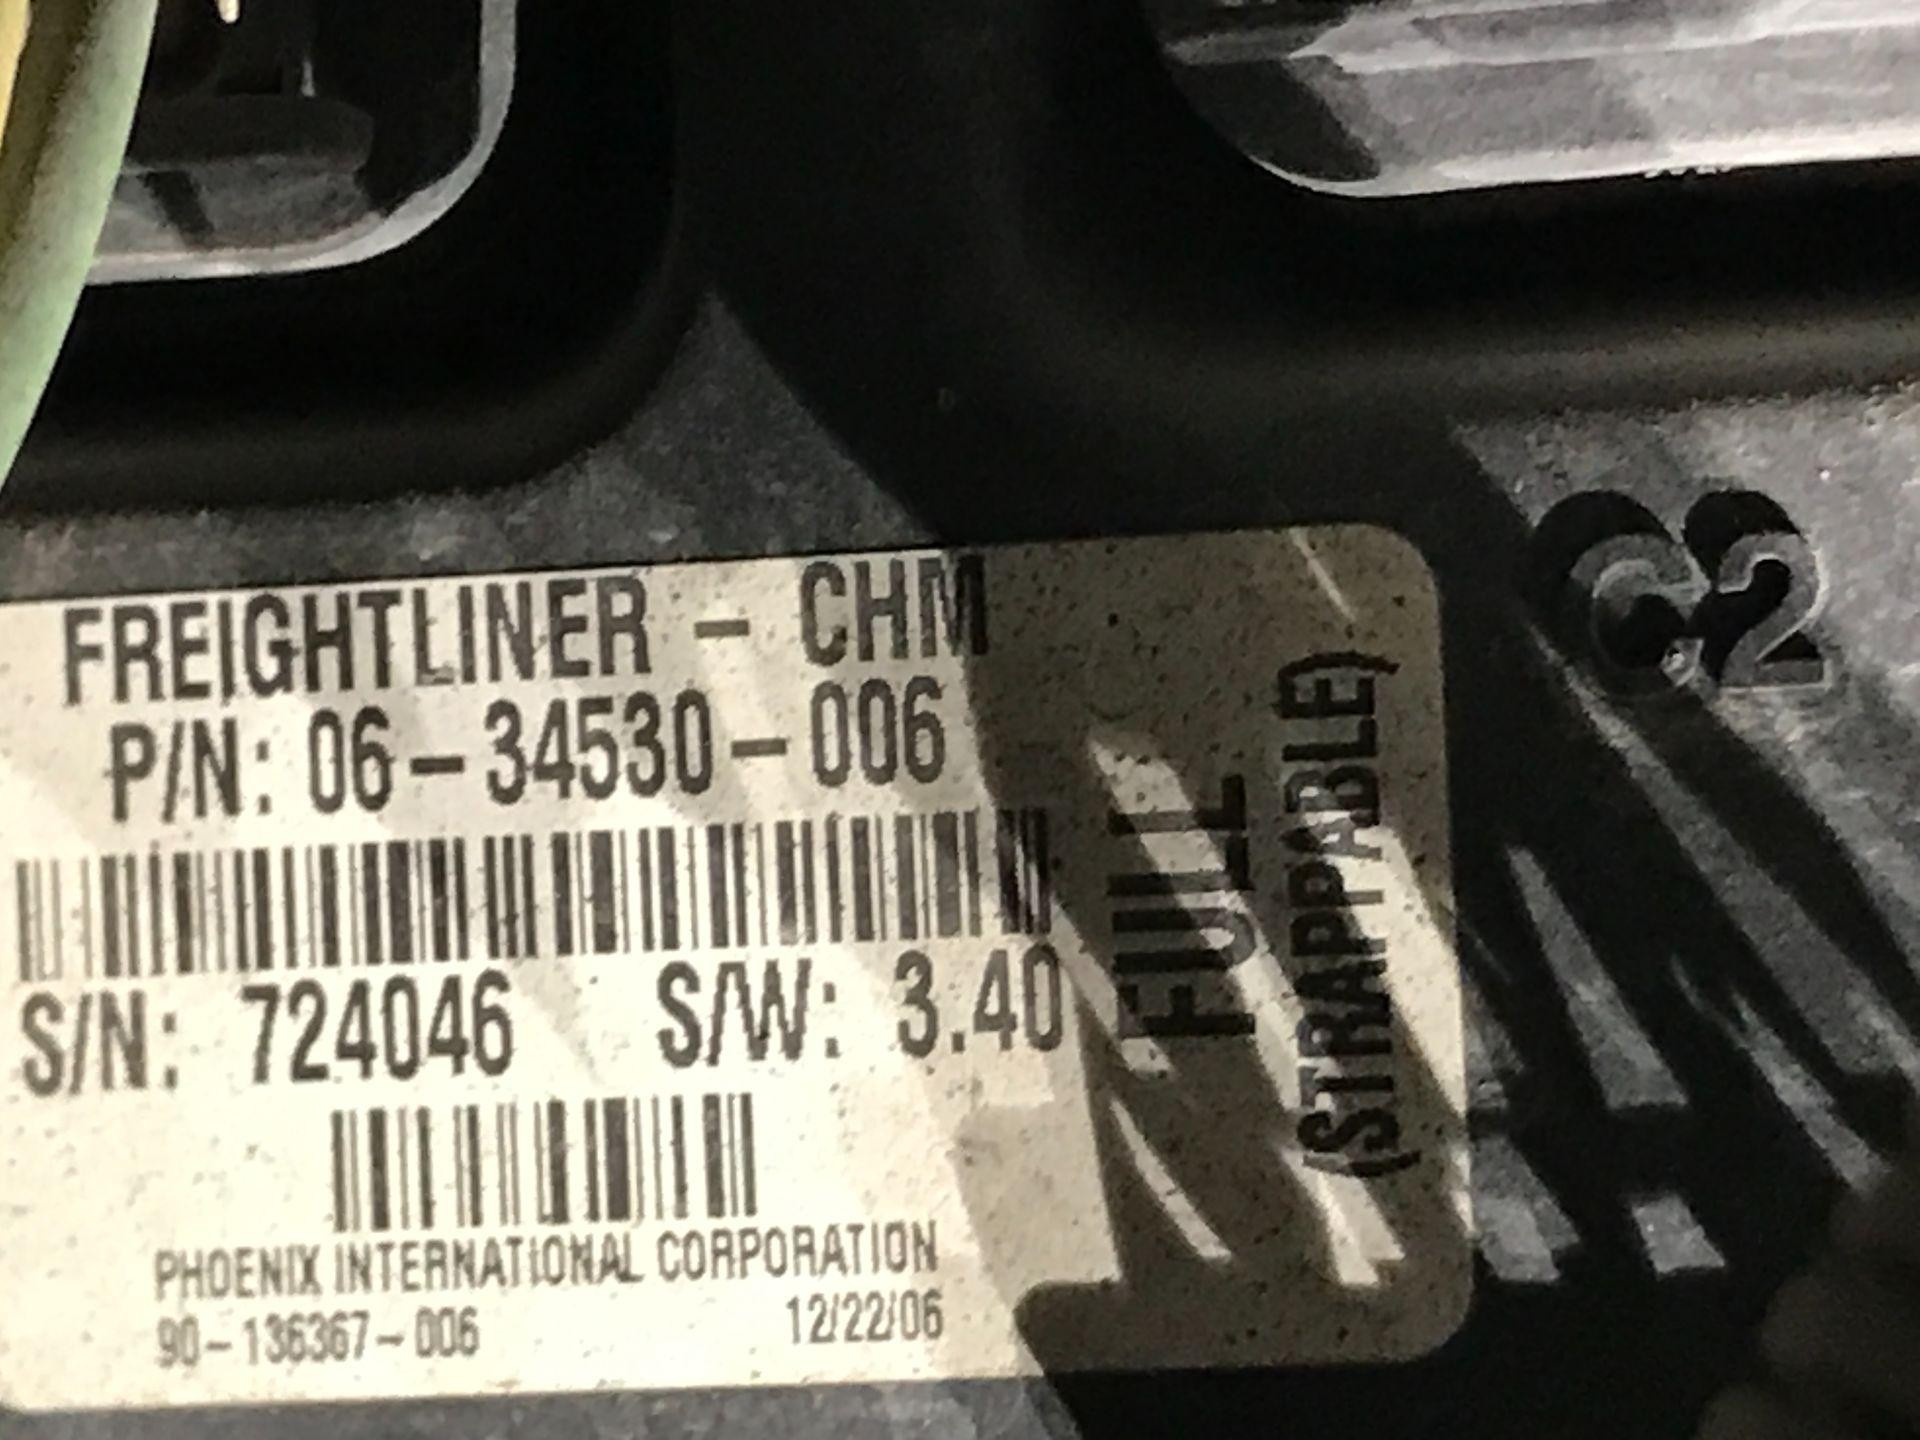 FREIGHTLINER - CHM
P/N: 06-34530-006
S/N: 724046 S/W: 3.40
PHOENIX INTERNATIONAL CORPORATION
90-136367-006 12/22/06
FULL
(STRAPPABLE)
C2